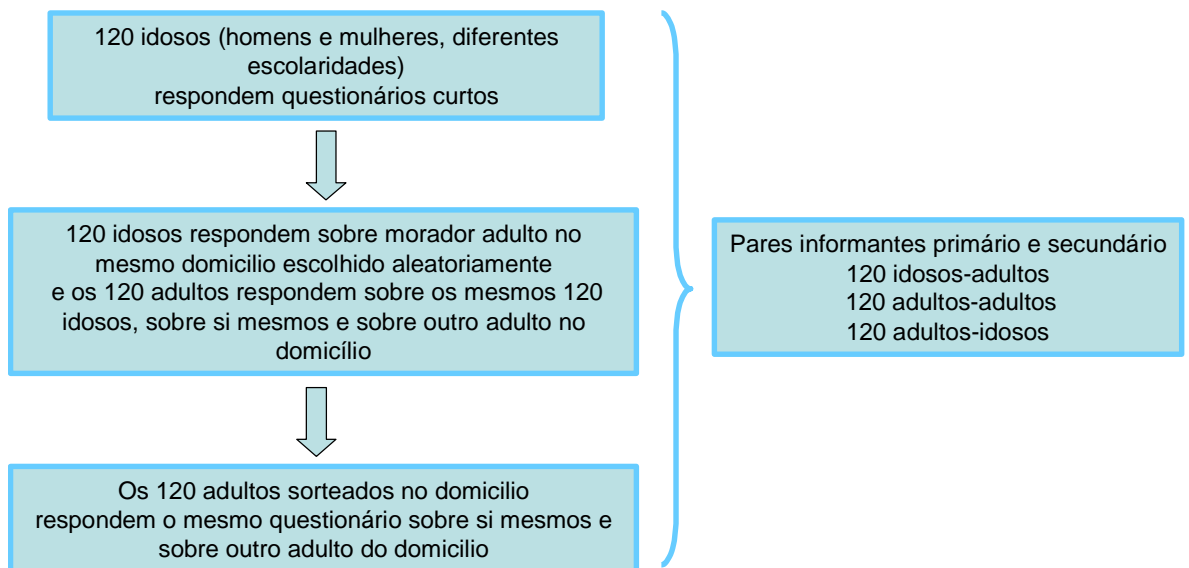 120 idosos (homens e mulheres, diferentes
escolaridades)
respondem questionários curtos
120 idosos respondem sobre morador adulto no
mesmo domicilio escolhido aleatoriamente
e os 120 adultos respondem sobre os mesmos 120
idosos, sobre si mesmos e sobre outro adulto no
domicílio
Os 120 adultos sorteados no domicilio
respondem o mesmo questionário sobre si mesmos e
sobre outro adulto do domicilio
Pares informantes primário e secundário
120 idosos-adultos
120 adultos-adultos
120 adultos-idosos